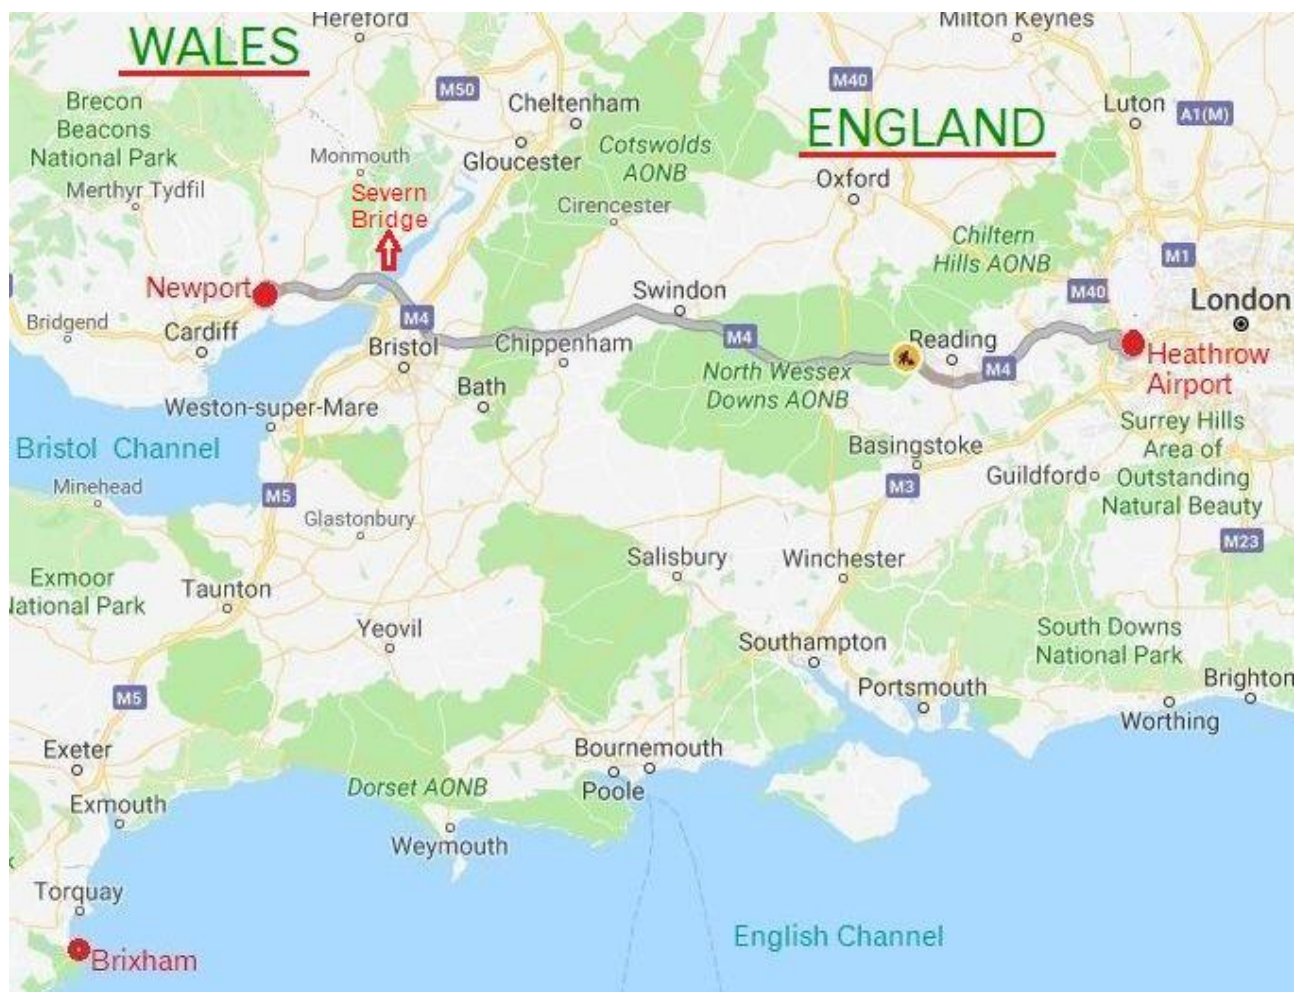 Hereford
Milton Keynes
WALES
M50
M40
Brecon
Beacons
National Park
Cheltenham
Luton
A1(M)
ENGLAND
Monmouth
Gloucester
Cotswolds
AONB
Merthyr Tydfil
Severn
Bridge
Cirencester
Oxford
Chiltern
Hills AONB
M1
Newport
Swindon
M40
London
Bridgend
Cardiff
M4
Bristol
Chippenham
M4
Reading
Heathrow
Airport
M4
North Wessex
Downs AONB
Bath
Weston-super-Mare
Surrey Hills
Area of
Outstanding
Natural Beauty
Bristol Channel
Basingstoke
Guildford
Minehead
M5
M3
Glastonbury
M23
Salisbury
Winchester
Exmoor
National Park
Taunton
Yeovil
South Downs
National Park
Southampton
Portsmouth
Brighton
M5
Worthing
Exeter
Bournemouth
Poole
Dorset AONB
Exmouth
Weymouth
Torquay
English Channel
Brixham